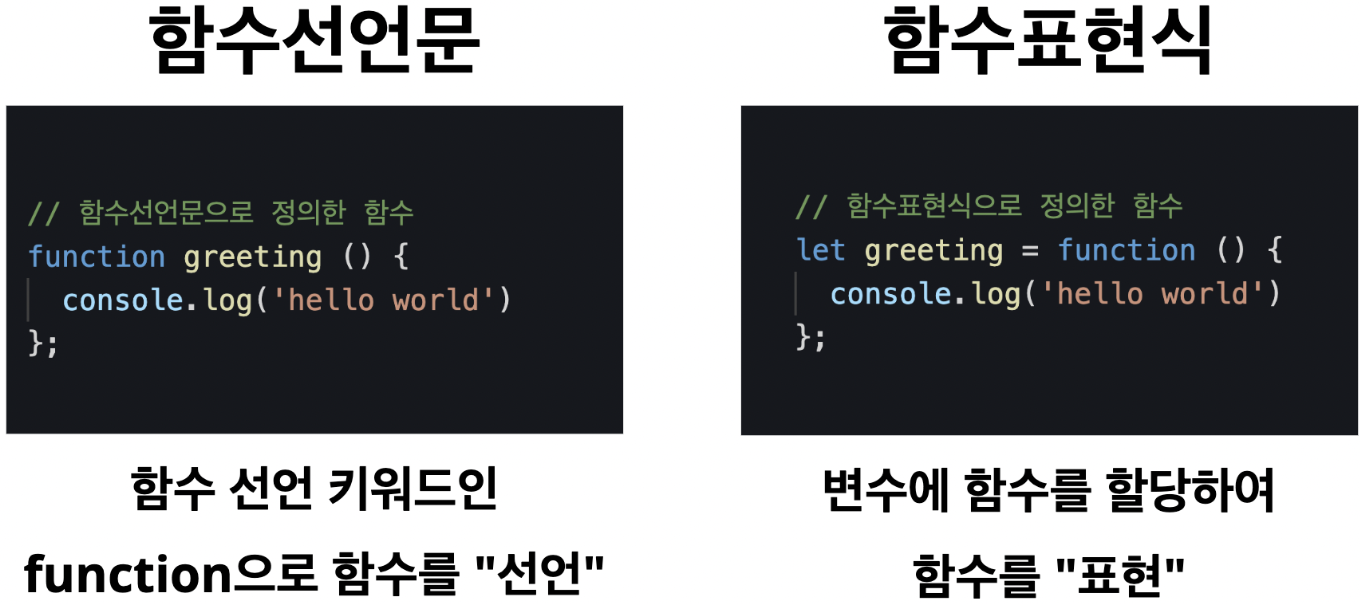 함수선언문
// 함수선언문으로 정의한 함수
function greeting () {
  console.log('hello world')
};
함수 선언 키워드인
function으로 함수를 "선언"
함수표현식
// 함수표현식으로 정의한 함수
let greeting = function () {
  console.log('hello world')
};
변수에 함수를 할당하여
함수를 "표현"